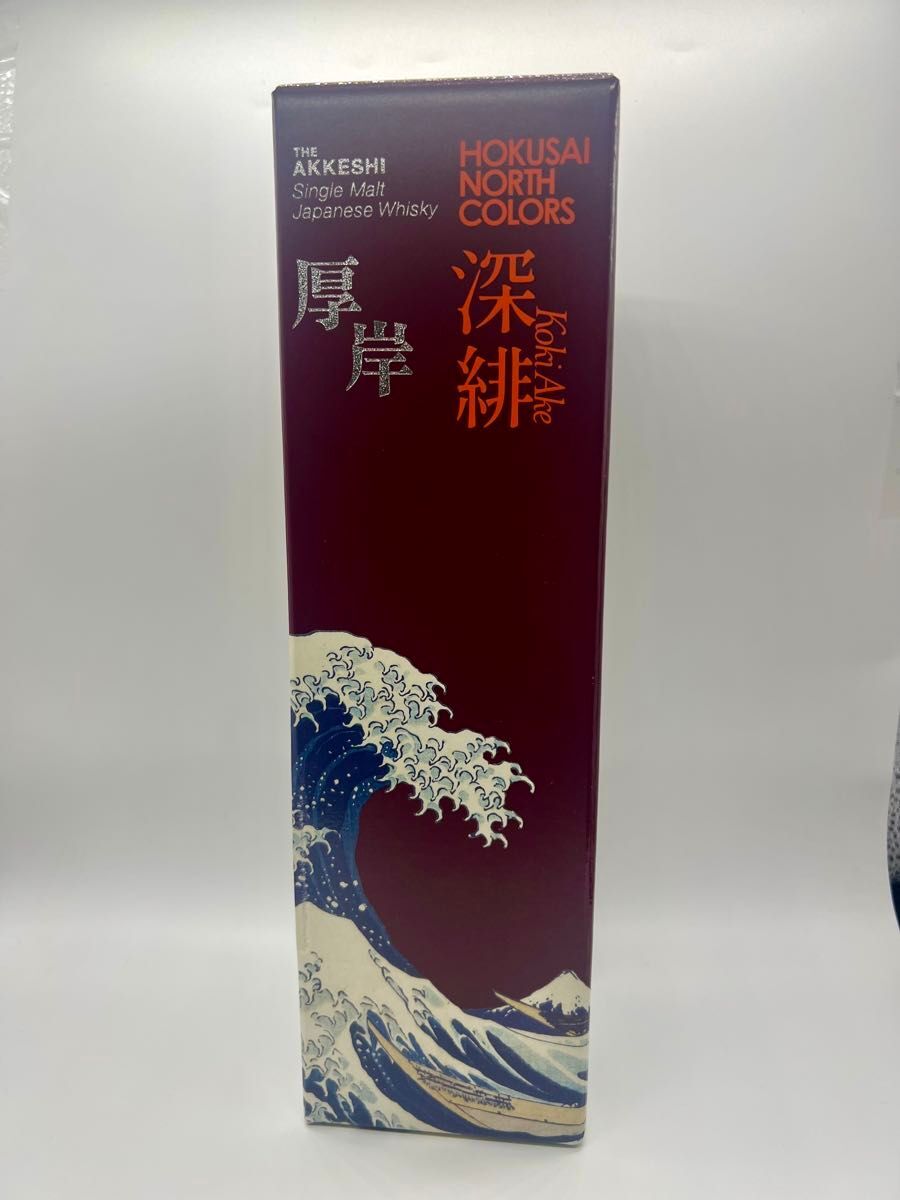 THE
AKKESHI
Single Malt
Japanese Whisky
厚岸
HOKUSAI
NORTH
COLORS
深緋
Koki Ake